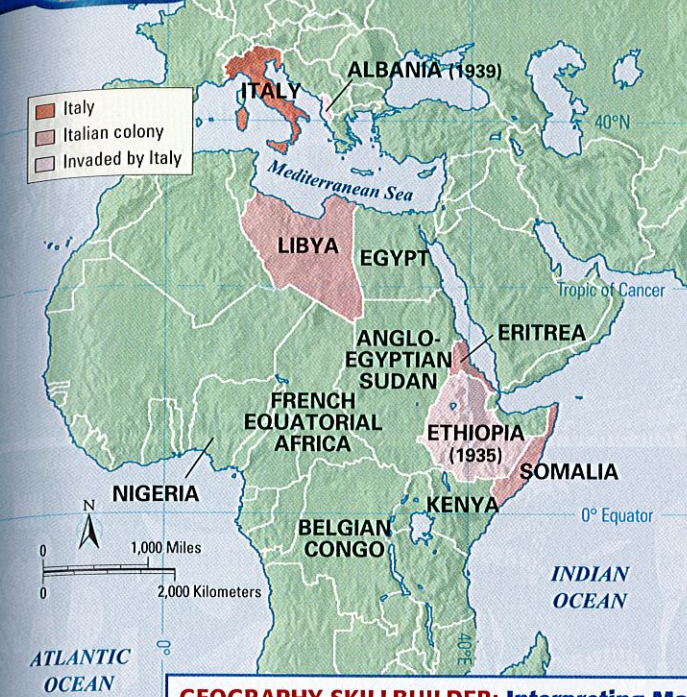 ALBANIA (1939)
ITALY
Italy
Italian colony
Invaded by Italy
40°N
Mediterranean Sea
LIBYA
EGYPT
Tropic of Cancer
ANGLO-
EGYPTIAN
SUDAN
ERITREA
FRENCH
EQUATORIAL
AFRICA
ETHIOPIA
(1935)
SOMALIA
NIGERIA
KENYA
BELGIAN
CONGO
0° Equator
N
0 1,000 Miles
0 2,000 Kilometers
INDIAN
OCEAN
ATLANTIC
OCEAN
0°
40°E
GEOGRAPHY SKILLBUILDER: Interpreting